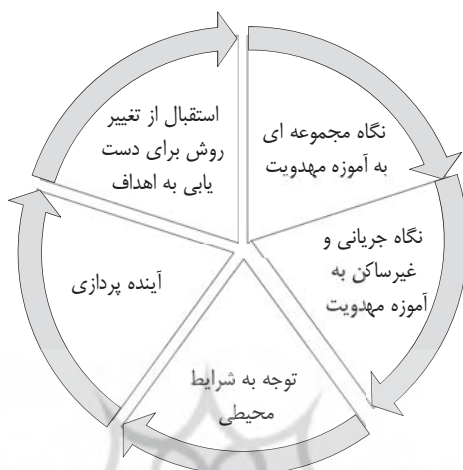 نگاه مجموعه ای
به آموزه مهدویت
نگاه جریانی و
غیرساکن به
آموزه مهدویت
توجه به شرایط
محیطی
آینده پردازی
استقبال از تغییر
روش برای دست
یابی به اهداف